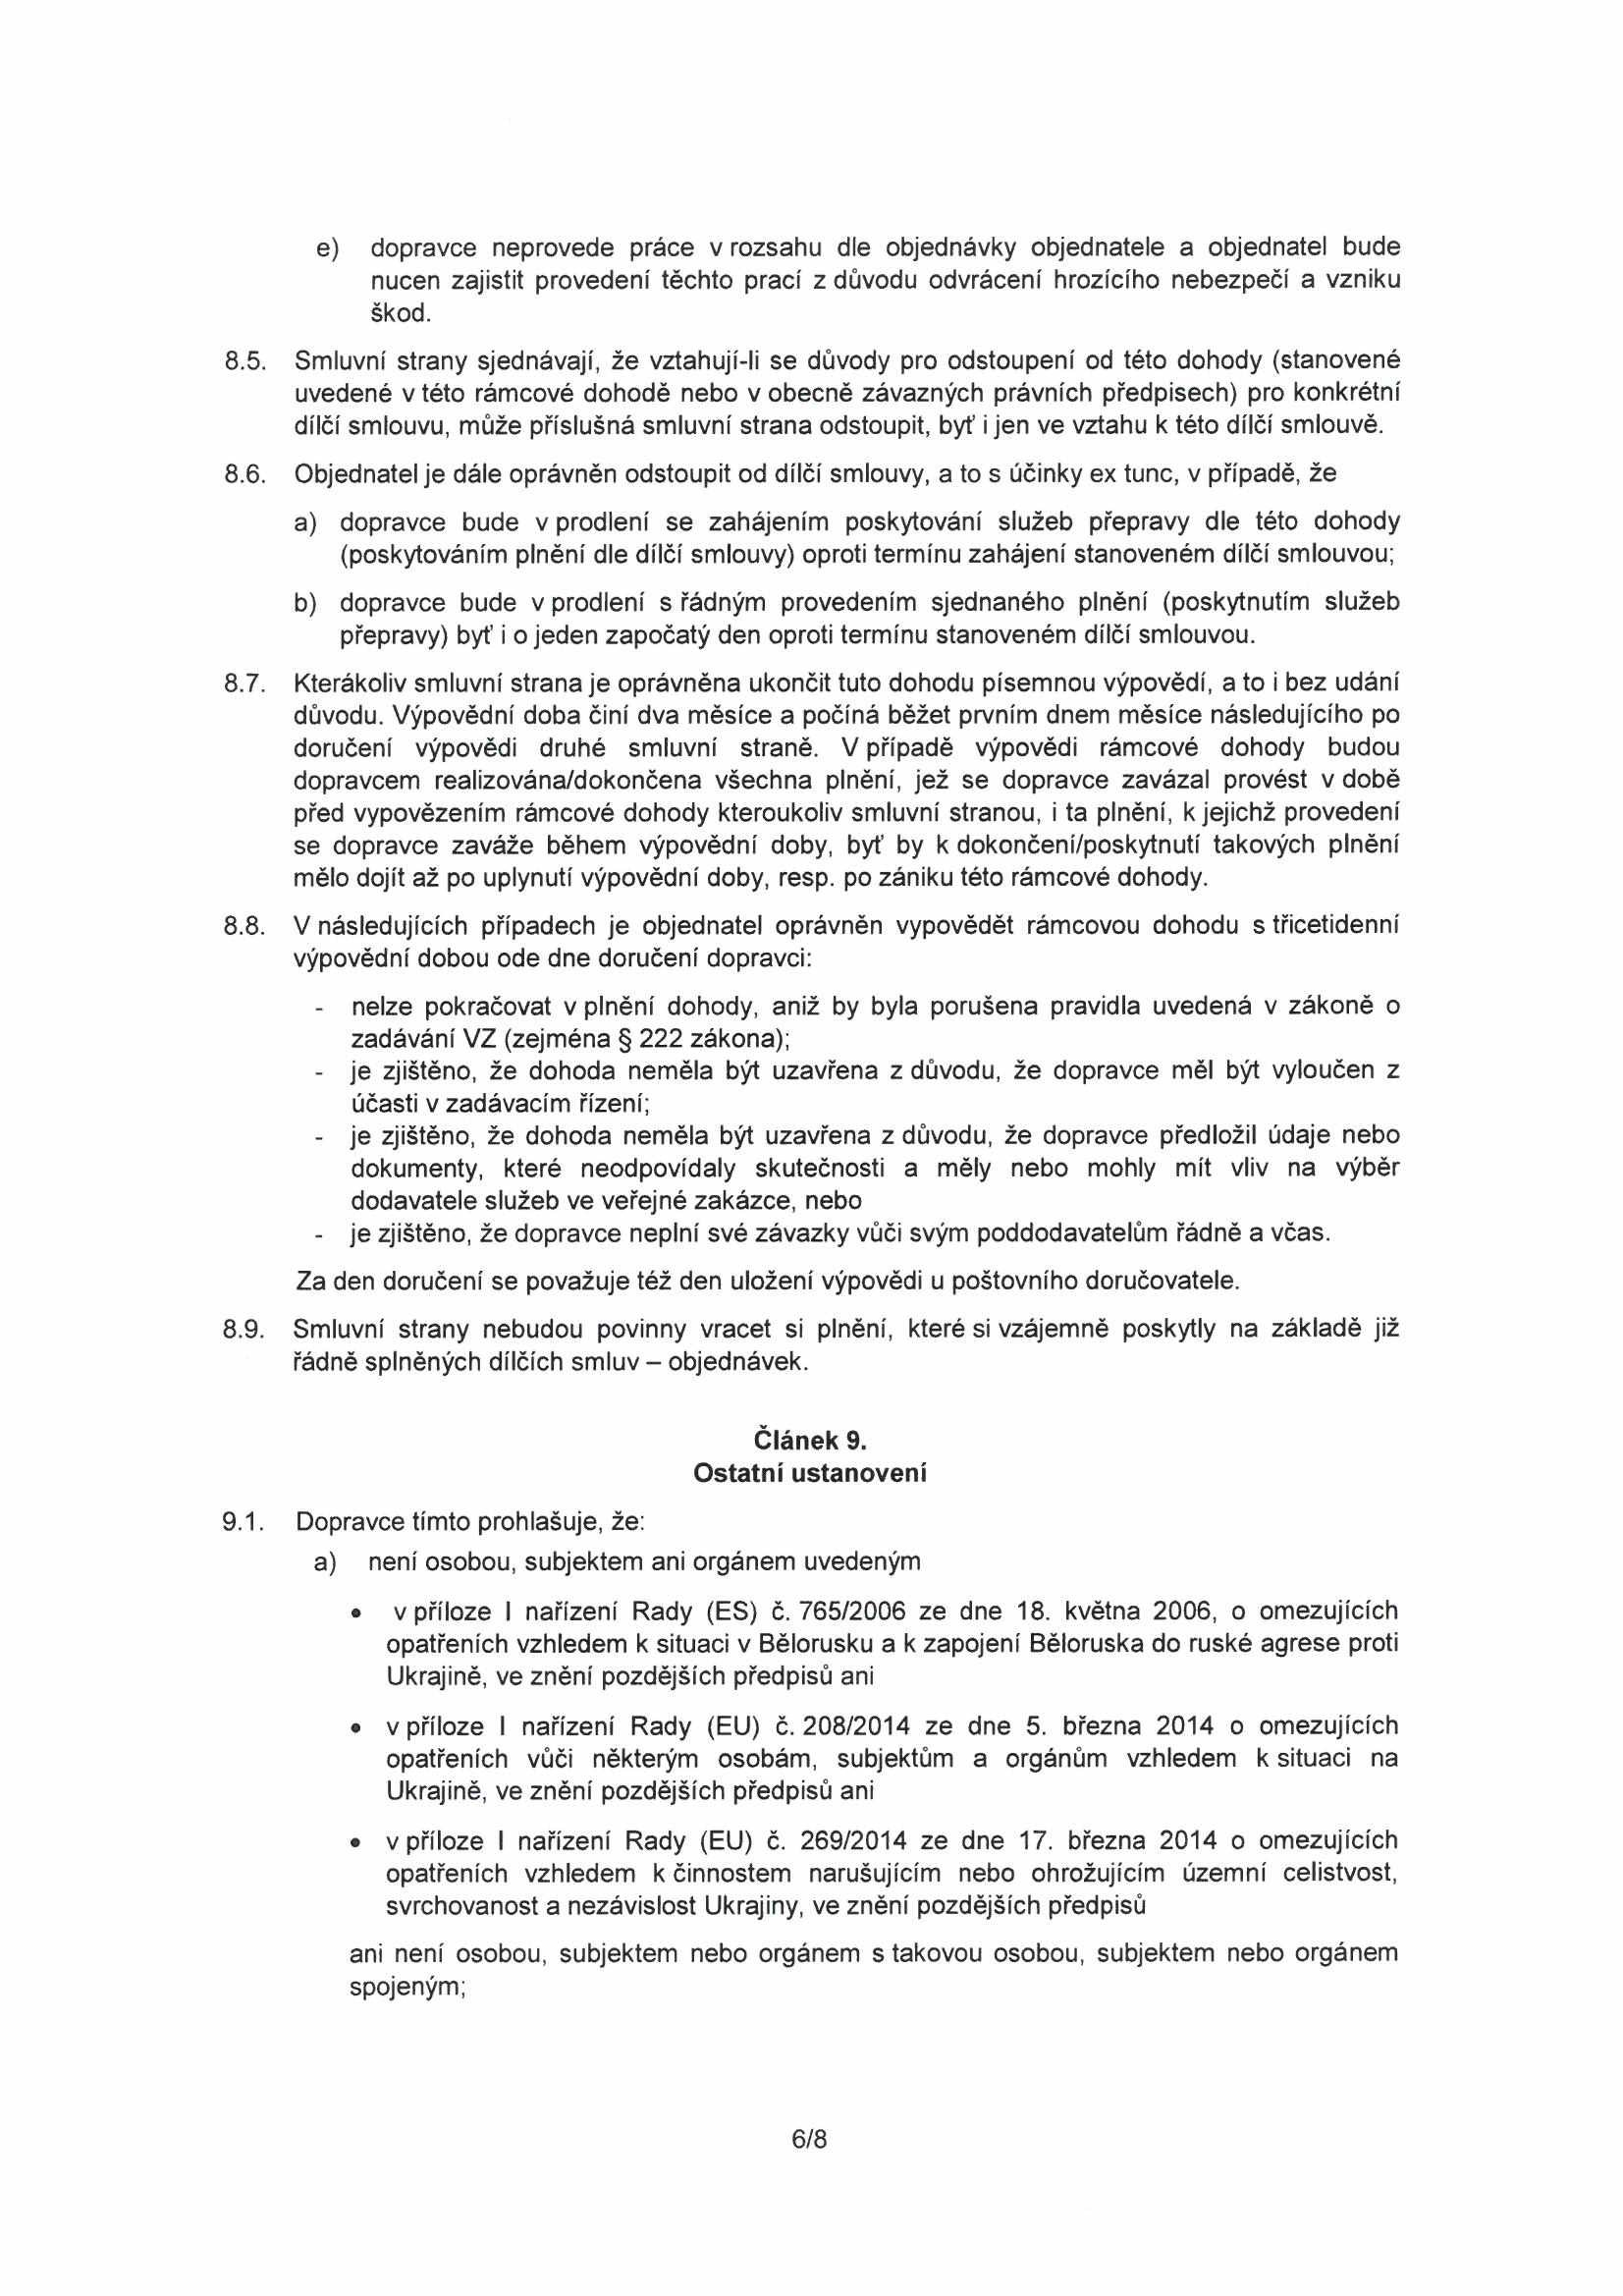 e) dopravce neprovede práce v rozsahu dle objednávky objednatele a objednatel bude
nucen zajistit provedení těchto prací z důvodu odvrácení hrozícího nebezpečí a vzniku
škod.
8.5. Smluvní strany sjednávají, že vztahují-li se důvody pro odstoupení od této dohody (stanovené
uvedené v této rámcové dohodě nebo v obecně závazných právních předpisech) pro konkrétní
dílčí smlouvu, může příslušná smluvní strana odstoupit, byť i jen ve vztahu k této dílčí smlouvě.
8.6. Objednatel je dále oprávněn odstoupit od dílčí smlouvy, a to s účinky ex tunc, v případě, že
a) dopravce bude v prodlení se zahájením poskytování služeb přepravy dle této dohody
(poskytováním plnění dle dílčí smlouvy) oproti termínu zahájení stanoveném dílčí smlouvou;
b) dopravce bude v prodlení s řádným provedením sjednaného plnění (poskytnutím služeb
přepravy) byť i o jeden započatý den oproti termínu stanoveném dílčí smlouvou.
8.7. Kterákoliv smluvní strana je oprávněna ukončit tuto dohodu písemnou výpovědí, a to i bez udání
důvodu. Výpovědní doba činí dva měsíce a počíná běžet prvním dnem měsíce následujícího po
doručení výpovědi druhé smluvní straně. V případě výpovědi rámcové dohody budou
dopravcem realizována/dokončena všechna plnění, jež se dopravce zavázal provést v době
před vypovězením rámcové dohody kteroukoliv smluvní stranou, i ta plnění, k jejichž provedení
se dopravce zaváže během výpovědní doby, byť by k dokončení/poskytnutí takových plnění
mělo dojít až po uplynutí výpovědní doby, resp. po zániku této rámcové dohody.
8.8. V následujících případech je objednatel oprávněn vypovědět rámcovou dohodu s třicetidenní
výpovědní dobou ode dne doručení dopravci:
- nelze pokračovat v plnění dohody, aniž by byla porušena pravidla uvedená v zákoně o
zadávání VZ (zejména § 222 zákona);
- je zjištěno, že dohoda neměla být uzavřena z důvodu, že dopravce měl být vyloučen z
účasti v zadávacím řízení;
- je zjištěno, že dohoda neměla být uzavřena z důvodu, že dopravce předložil údaje nebo
dokumenty, které neodpovídaly skutečnosti a měly nebo mohly mít vliv na výběr
dodavatele služeb ve veřejné zakázce, nebo
- je zjištěno, že dopravce neplní své závazky vůči svým poddodavatelům řádně a včas.
Za den doručení se považuje též den uložení výpovědi u poštovního doručovatele.
8.9. Smluvní strany nebudou povinny vracet si plnění, které si vzájemně poskytly na základě již
řádně splněných dílčích smluv – objednávek.
Článek 9.
Ostatní ustanovení
9.1. Dopravce tímto prohlašuje, že:
a) není osobou, subjektem ani orgánem uvedeným
• v příloze I nařízení Rady (ES) č. 765/2006 ze dne 18. května 2006, o omezujících
opatřeních vzhledem k situaci v Bělorusku a k zapojení Běloruska do ruské agrese proti
Ukrajině, ve znění pozdějších předpisů ani
• v příloze I nařízení Rady (EU) č. 208/2014 ze dne 5. března 2014 o omezujících
opatřeních vůči některým osobám, subjektům a orgánům vzhledem k situaci na
Ukrajině, ve znění pozdějších předpisů ani
• v příloze I nařízení Rady (EU) č. 269/2014 ze dne 17. března 2014 o omezujících
opatřeních vzhledem k činnostem narušujícím nebo ohrožujícím územní celistvost,
svrchovanost a nezávislost Ukrajiny, ve znění pozdějších předpisů
ani není osobou, subjektem nebo orgánem s takovou osobou, subjektem nebo orgánem
spojeným;
6/8